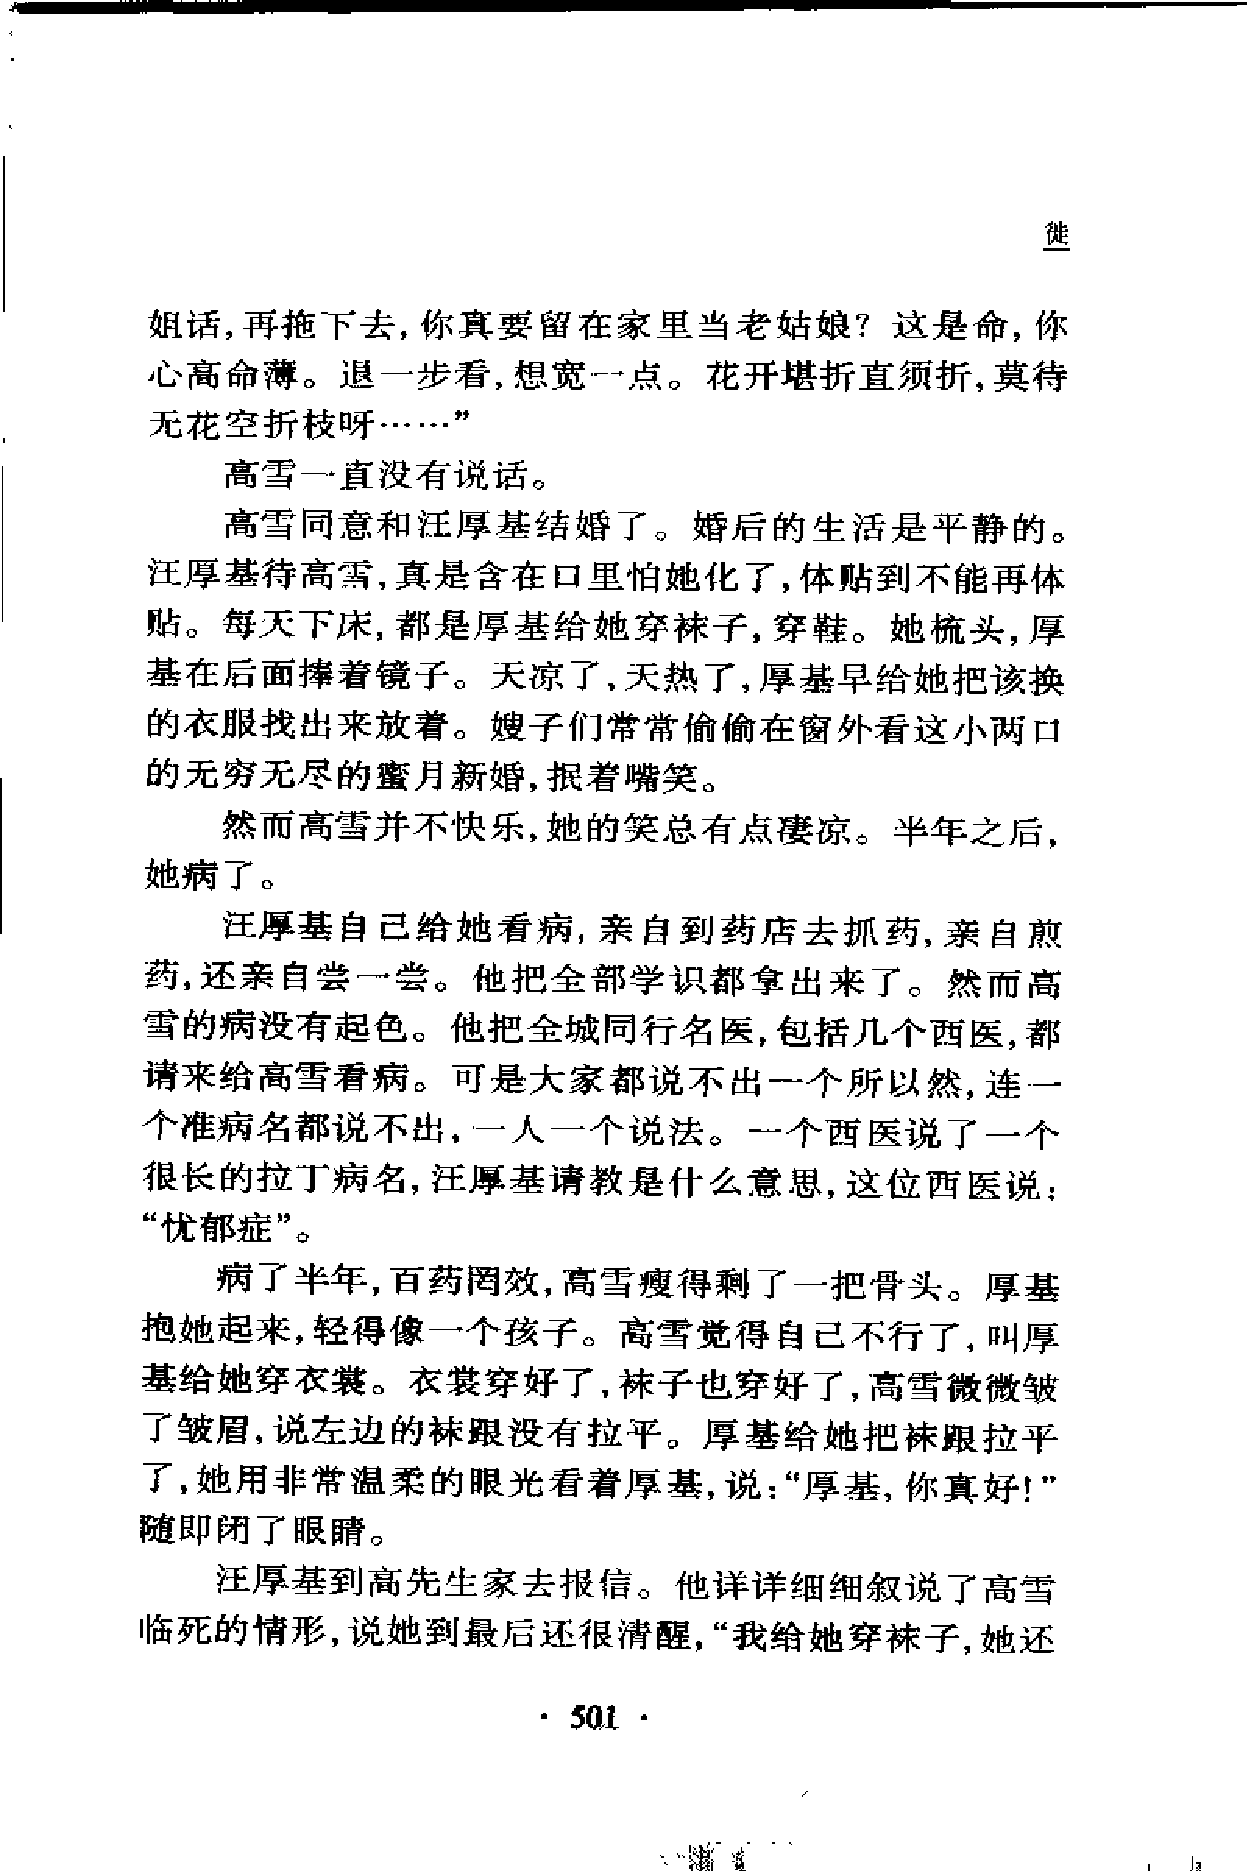 徙
姐话,再拖下去,你真要留在家里当老姑娘？这是命,你
心高命薄。退一步看,想宽一点。花开堪折直须折,莫待
无花空折枝呀……”
高雪一直没有说话。
高雪同意和汪厚基结婚了。婚后的生活是平静的。
汪厚基待高雪,真是含在口里怕她化了,体贴到不能再体
贴。每天下床,都是厚基给她穿袜子,穿鞋。她梳头,厚
基在后面捧着镜子。天凉了,天热了,厚基早给她把该换
的衣服找出来放着。嫂子们常常偷偷在窗外看这小两口
的无穷无尽的蜜月新婚,抿着嘴笑。
然而高雪并不快乐,她的笑总有点凄凉。半年之后,
她病了。
汪厚基自己给她看病,亲自到药店去抓药,亲自煎
药,还亲自尝一尝。他把全部学识都拿出来了。然而高
雪的病没有起色。他把全城同行名医,包括几个西医,都
请来给高雪看病。可是大家都说不出一个所以然,连一
个准病名都说不出,一人一个说法。一个西医说了一个
很长的拉丁病名,汪厚基请教是什么意思,这位西医说:
“忧郁症”。
病了半年,百药罔效,高雪瘦得剩了一把骨头。厚基
抱她起来,轻得像一个孩子。高雪觉得自己不行了,叫厚
基给她穿衣裳。衣裳穿好了,袜子也穿好了,高雪微微皱
了皱眉,说左边的袜跟没有拉平。厚基给她把袜跟拉平
了,她用非常温柔的眼光看着厚基,说:“厚基,你真好!”
随即闭了眼睛。
汪厚基到高先生家去报信。他详详细细叙说了高雪
临死的情形,说她到最后还很清醒,“我给她穿袜子,她还
· 501 ·